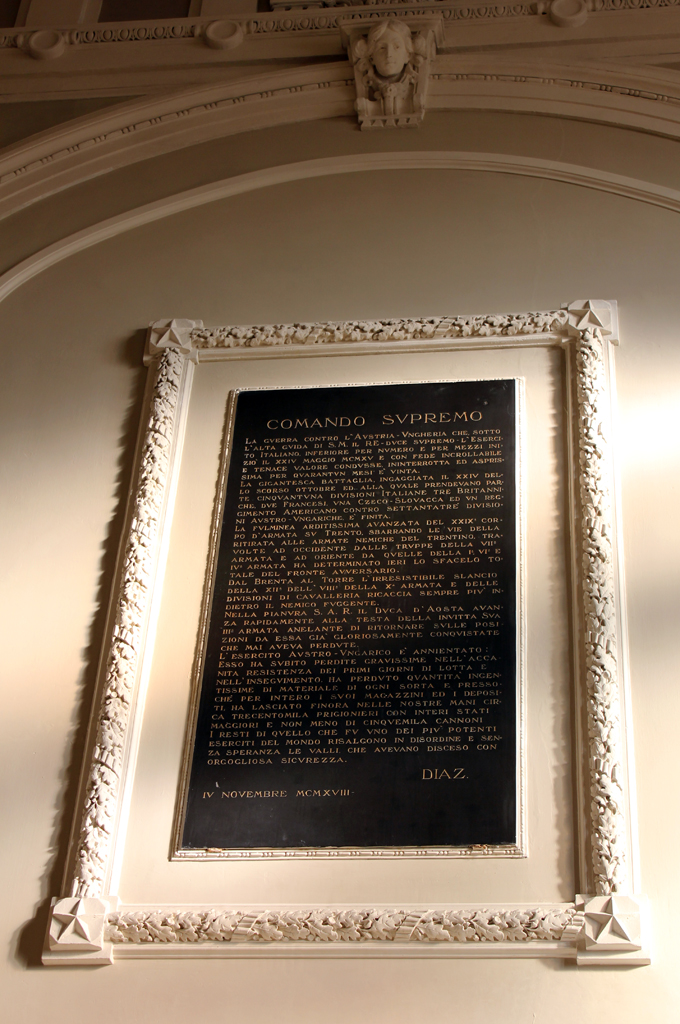 COMANDO SVPREMO
LA GVERRA CONTRO L'AVSTRIA-VNGHERIA CHE, SOTTO
L'ALTA GVIDA DI S.M. IL RE-DVCE SVPREMO-L'ESERCI-
TO ITALIANO, INFERIORE PER NVMERO E PER MEZZI INI-
ZIÒ IL XXIV MAGGIO MCMXV E CON FEDE INCROLLABILE
E TENACE VALORE CONDVSSE, ININTERROTTA ED ASPRIS-
SIMA PER QVARANTVN MESI E' VINTA.
LA GIGANTESCA BATTAGLIA, INGAGGIATA IL XXIV DEL-
LO SCORSO OTTOBRE ED ALLA QVALE PRENDEVANO PAR-
TE CINQVANTVNA DIVISIONI ITALIANE TRE BRITANNI-
CHE, DVE FRANCESI, VNA CZECO-SLOVACCA ED VN REG-
GIMENTO AMERICANO CONTRO SETTANTATRE' DIVISIO-
NI AVSTRO-VNGARICHE, E' FINITA.
LA FVLMINEA ARDITISSIMA AVANZATA DEL XXIX° COR-
PO D'ARMATA SV TRENTO, SBARRANDO LE VIE DELLA
RITIRATA ALLE ARMATE NEMICHE DEL TRENTINO, TRA-
VOLTE AD OCCIDENTE DALLE TRVPPE DELLA VII^
ARMATA E AD ORIENTE DA QVELLE DELLA I^, VI^ E
IV^ ARMATA HA DETERMINATO IERI LO SFACELO TO-
TALE DEL FRONTE AVVERSARIO.
DAL BRENTA AL TORRE L'IRRESISTIBILE SLANCIO
DELLA XII^ DELL'VIII^ DELLA X^ ARMATA E DELLE
DIVISIONI DI CAVALLERIA RICACCIA SEMPRE PIV' IN-
DIETRO IL NEMICO FVGGENTE.
NELLA PIANVRA S.A.R. IL DVCA D'AOSTA AVAN-
ZA RAPIDAMENTE ALLA TESTA DELLA INVITTA SVA
III^ ARMATA ANELANTE DI RITORNARE SVLLE POSI-
ZIONI DA ESSA GIA' GLORIOSAMENTE CONQVISTATE
CHE MAI AVEVA PERDVTE.
L'ESERCITO AVSTRO-VNGARICO E' ANNIENTATO:
ESSO HA SVBITO PERDITE GRAVISSIME NELL'ACCA-
NITA RESISTENZA DEI PRIMI GIORNI DI LOTTA E
NELL'INSEGVIMENTO, HA PERDVTO QVANTITA' INGEN-
TISSIME DI MATERIALE DI OGNI SORTA E PRESSO-
CHÉ PER INTERO I SVOI MAGAZZINI ED I DEPOSI-
TI, HA LASCIATO FINORA NELLE NOSTRE MANI CIR-
CA TRECENTOMILA PRIGIONIERI CON INTERI STATI
MAGGIORI E NON MENO DI CINQVEMILA CANNONI
I RESTI DI QVELLO CHE FV VNO DEI PIV' POTENTI
ESERCITI DEL MONDO RISALGONO IN DISORDINE E SEN-
ZA SPERANZA LE VALLI, CHE AVEVANO DISCESO CON
ORGOGLIOSA SICVREZZA.
DIAZ.
IV NOVEMBRE MCMXVIII-